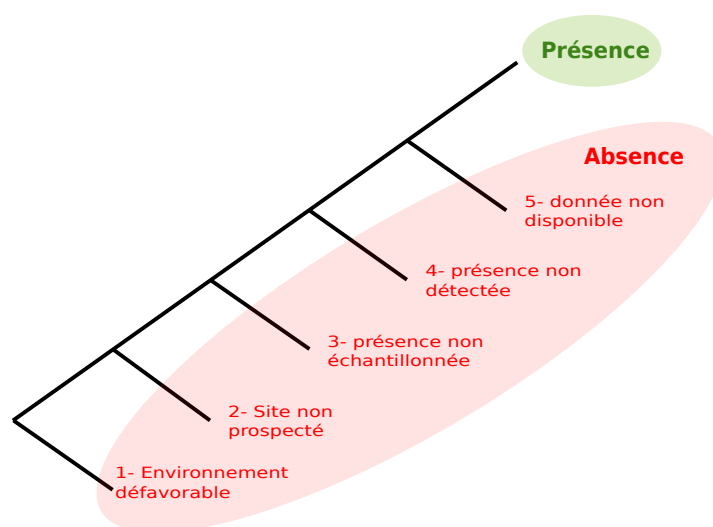 Présence
Absence
5- donnée non
disponible
4- présence non
détectée
3- présence non
échantillonnée
2- Site non
prospecté
1- Environnement
défavorable